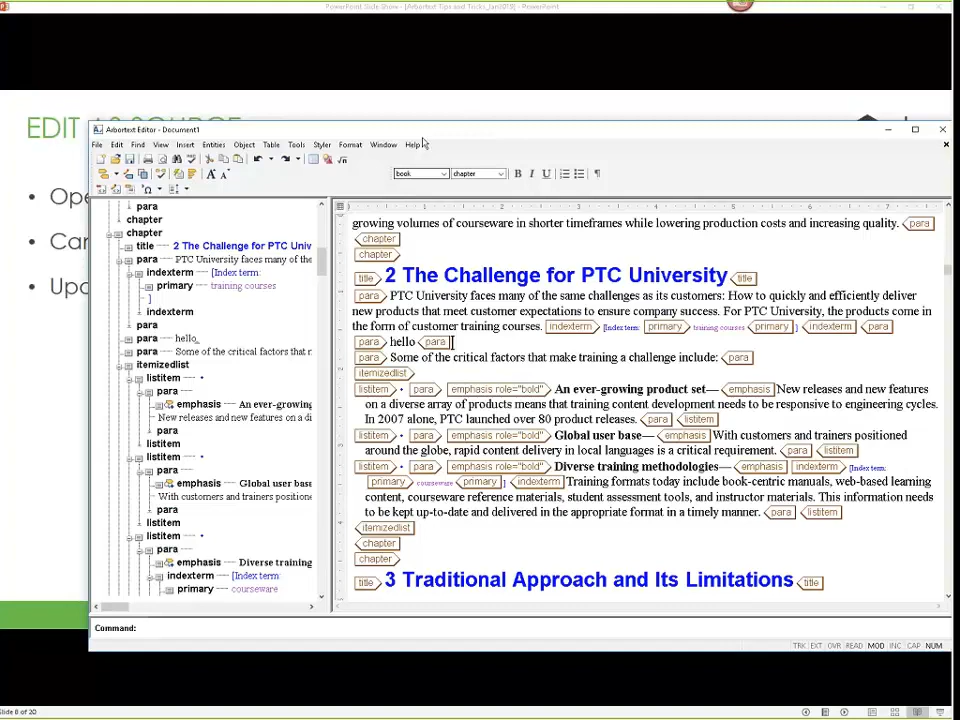 PowerPoint Slide Show - [Arbortext Tips and Tricks_Jan2019] - PowerPoint
EDIT AS SOURCE
• Ope
• Can
• Upd
Arbortext Editor - Document1
File Edit Find View Insert Entities Object Table Tools Styler Format Window Help
book chapter B I U
para
chapter
chapter
title 2 The Challenge for PTC Univ
para PTC University faces many of the
indexterm [Index term:
primary training courses
]
indexterm
para
para hello_
para Some of the critical factors that m
itemizedlist
listitem •
para
emphasis An ever-growing
New releases and new features
para
listitem
listitem •
para
emphasis Global user base
With customers and trainers positione
para
listitem
listitem •
para
emphasis Diverse training
indexterm [Index term:
primary courseware
1 2 3 4 5 6 7
growing volumes of courseware in shorter timeframes while lowering production costs and increasing quality. para
chapter
chapter
title 2 The Challenge for PTC University title
para PTC University faces many of the same challenges as its customers: How to quickly and efficiently deliver
new products that meet customer expectations to ensure company success. For PTC University, the products come in
the form of customer training courses. indexterm [Index term: primary training courses primary ] indexterm para
para hello para
para Some of the critical factors that make training a challenge include: para
itemizedlist
listitem • para emphasis role="bold" An ever-growing product set— emphasis New releases and new features
on a diverse array of products means that training content development needs to be responsive to engineering cycles.
In 2007 alone, PTC launched over 80 product releases. para listitem
listitem • para emphasis role="bold" Global user base— emphasis With customers and trainers positioned
around the globe, rapid content delivery in local languages is a critical requirement. para listitem
listitem • para emphasis role="bold" Diverse training methodologies— emphasis indexterm [Index term:
primary courseware primary ] indexterm Training formats today include book-centric manuals, web-based learning
content, courseware reference materials, student assessment tools, and instructor materials. This information needs
to be kept up-to-date and delivered in the appropriate format in a timely manner. para listitem
itemizedlist
chapter
chapter
title 3 Traditional Approach and Its Limitations title
Command:
TRK EXT OVR READ MOD INC CAP NUM
Slide 8 of 20